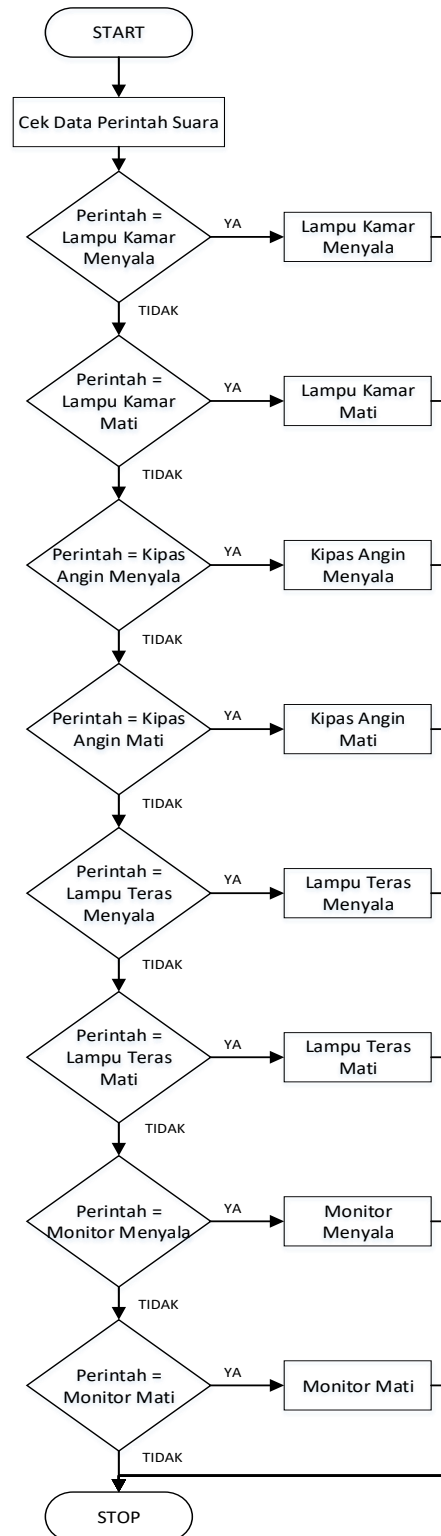 START
Cek Data Perintah Suara
Perintah =
Lampu Kamar
Menyala
YA
Lampu Kamar
Menyala
TIDAK
Perintah =
Lampu Kamar
Mati
YA
Lampu Kamar
Mati
TIDAK
Perintah = Kipas
Angin Menyala
YA
Kipas Angin
Menyala
TIDAK
Perintah = Kipas
Angin Mati
YA
Kipas Angin
Mati
TIDAK
Perintah =
Lampu Teras
Menyala
YA
Lampu Teras
Menyala
TIDAK
Perintah =
Lampu Teras
Mati
YA
Lampu Teras
Mati
TIDAK
Perintah =
Monitor Menyala
YA
Monitor
Menyala
TIDAK
Perintah =
Monitor Mati
YA
Monitor Mati
TIDAK
STOP